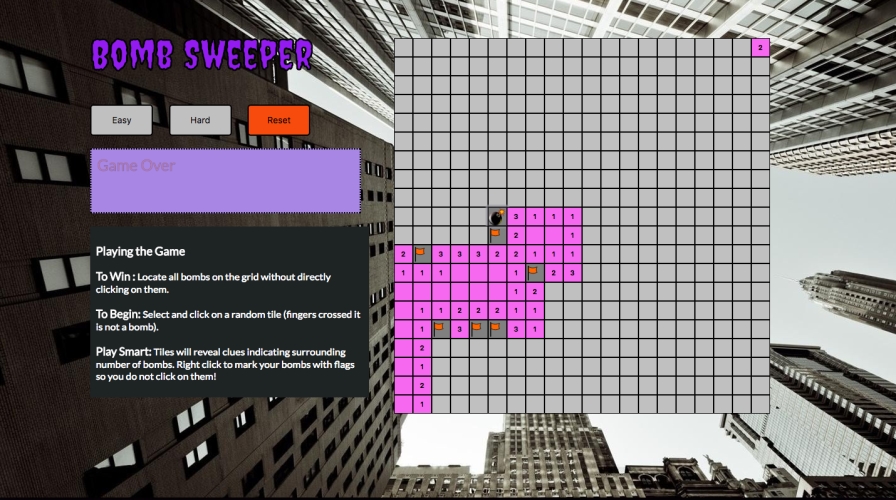 BOMB SWEEPER
Easy
Hard
Reset
Game Over
Playing the Game
To Win : Locate all bombs on the grid without directly
clicking on them.
To Begin: Select and click on a random tile (fingers crossed it
is not a bomb).
Play Smart: Tiles will reveal clues indicating surrounding
number of bombs. Right click to mark your bombs with flags
so you do not click on them!
2
3 1 1 1
2 1
2 3 3 3 2 2 1 1 1
1 1 1 1 2 3
1 2
1 1 2 2 2 1 1
1 3 3 1
2
1
2
1